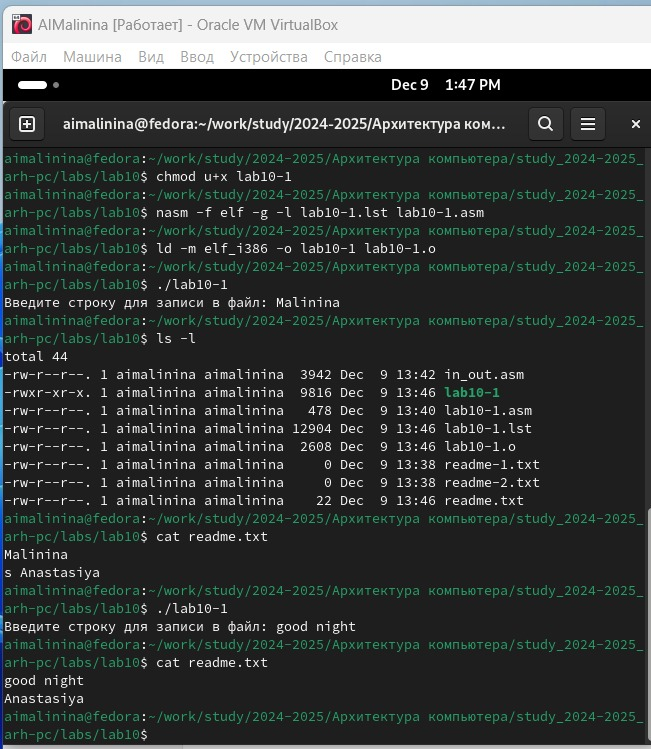 AIMalinina [Работает] - Oracle VM VirtualBox
Файл Машина Вид Ввод Устройства Справка
Dec 9 1:47 PM
aimalinina@fedora:~/work/study/2024-2025/Архитектура ком...
aimalinina@fedora:~/work/study/2024-2025/Архитектура компьютера/study_2024-2025_
arh-pc/labs/lab10$ chmod u+x lab10-1
aimalinina@fedora:~/work/study/2024-2025/Архитектура компьютера/study_2024-2025_
arh-pc/labs/lab10$ nasm -f elf -g -l lab10-1.lst lab10-1.asm
aimalinina@fedora:~/work/study/2024-2025/Архитектура компьютера/study_2024-2025_
arh-pc/labs/lab10$ ld -m elf_i386 -o lab10-1 lab10-1.o
aimalinina@fedora:~/work/study/2024-2025/Архитектура компьютера/study_2024-2025_
arh-pc/labs/lab10$ ./lab10-1
Введите строку для записи в файл: Malinina
aimalinina@fedora:~/work/study/2024-2025/Архитектура компьютера/study_2024-2025_
arh-pc/labs/lab10$ ls -l
total 44
-rw-r--r--. 1 aimalinina aimalinina  3942 Dec  9 13:42 in_out.asm
-rwxr-xr-x. 1 aimalinina aimalinina  9816 Dec  9 13:46 lab10-1
-rw-r--r--. 1 aimalinina aimalinina   478 Dec  9 13:40 lab10-1.asm
-rw-r--r--. 1 aimalinina aimalinina 12904 Dec  9 13:46 lab10-1.lst
-rw-r--r--. 1 aimalinina aimalinina  2608 Dec  9 13:46 lab10-1.o
-rw-r--r--. 1 aimalinina aimalinina     0 Dec  9 13:38 readme-1.txt
-rw-r--r--. 1 aimalinina aimalinina     0 Dec  9 13:38 readme-2.txt
-rw-r--r--. 1 aimalinina aimalinina    22 Dec  9 13:46 readme.txt
aimalinina@fedora:~/work/study/2024-2025/Архитектура компьютера/study_2024-2025_
arh-pc/labs/lab10$ cat readme.txt
Malinina
s Anastasiya
aimalinina@fedora:~/work/study/2024-2025/Архитектура компьютера/study_2024-2025_
arh-pc/labs/lab10$ ./lab10-1
Введите строку для записи в файл: good night
aimalinina@fedora:~/work/study/2024-2025/Архитектура компьютера/study_2024-2025_
arh-pc/labs/lab10$ cat readme.txt
good night
Anastasiya
aimalinina@fedora:~/work/study/2024-2025/Архитектура компьютера/study_2024-2025_
arh-pc/labs/lab10$